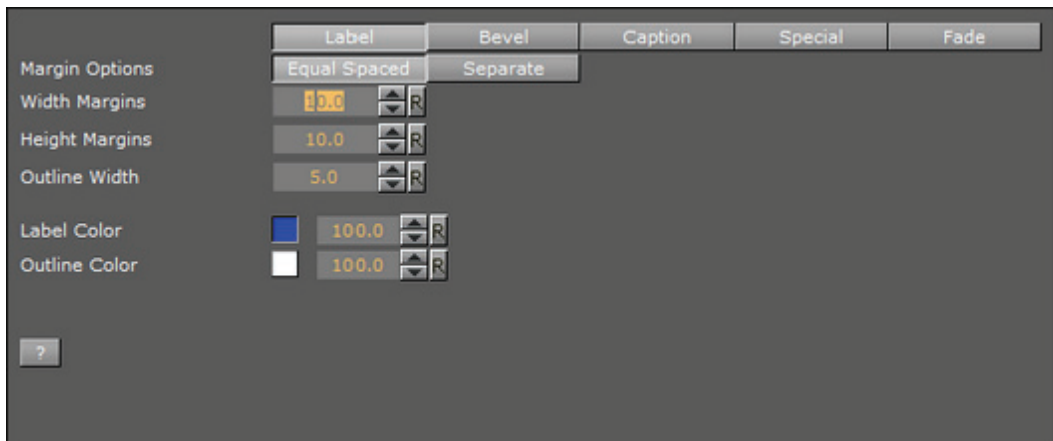 Label Bevel Caption Special Fade
Margin Options Equal Spaced Separate
Width Margins 10.0 R
Height Margins 10.0 R
Outline Width 5.0 R
Label Color 100.0 R
Outline Color 100.0 R
?